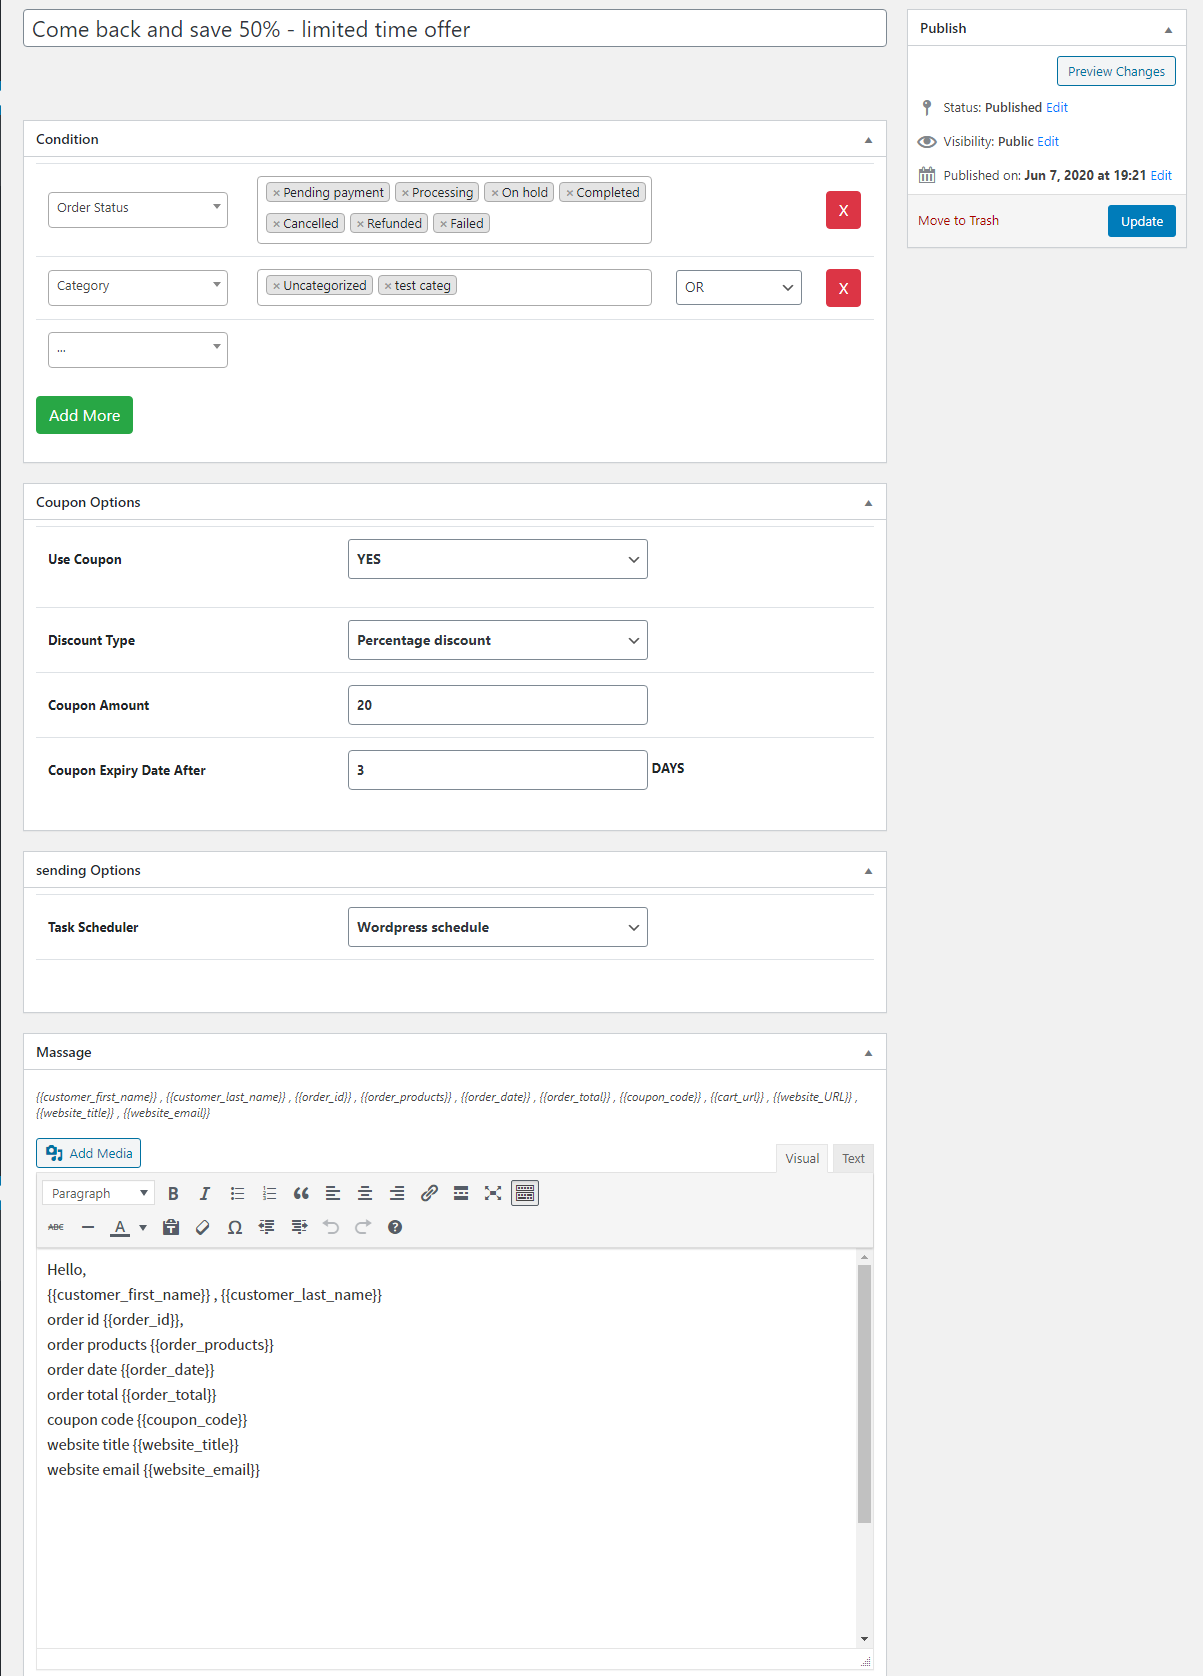 Come back and save 50% - limited time offer
Condition
Order Status
× Pending payment × Processing × On hold × Completed
× Cancelled × Refunded × Failed
X
Category
× Uncategorized × test categ
OR
X
...
Add More
Coupon Options
Use Coupon
YES
Discount Type
Percentage discount
Coupon Amount
20
Coupon Expiry Date After
3
DAYS
sending Options
Task Scheduler
Wordpress schedule
Massage
{{customer_first_name}} , {{customer_last_name}} , {{order_id}} , {{order_products}} , {{order_date}} , {{order_total}} , {{coupon_code}} , {{cart_url}} , {{website_URL}} ,
{{website_title}} , {{website_email}}
Add Media
Visual
Text
Paragraph
B I
ABC
A
Ω
Hello,
{{customer_first_name}} , {{customer_last_name}}
order id {{order_id}},
order products {{order_products}}
order date {{order_date}}
order total {{order_total}}
coupon code {{coupon_code}}
website title {{website_title}}
website email {{website_email}}
Publish
Preview Changes
Status: Published Edit
Visibility: Public Edit
Published on: Jun 7, 2020 at 19:21 Edit
Move to Trash
Update